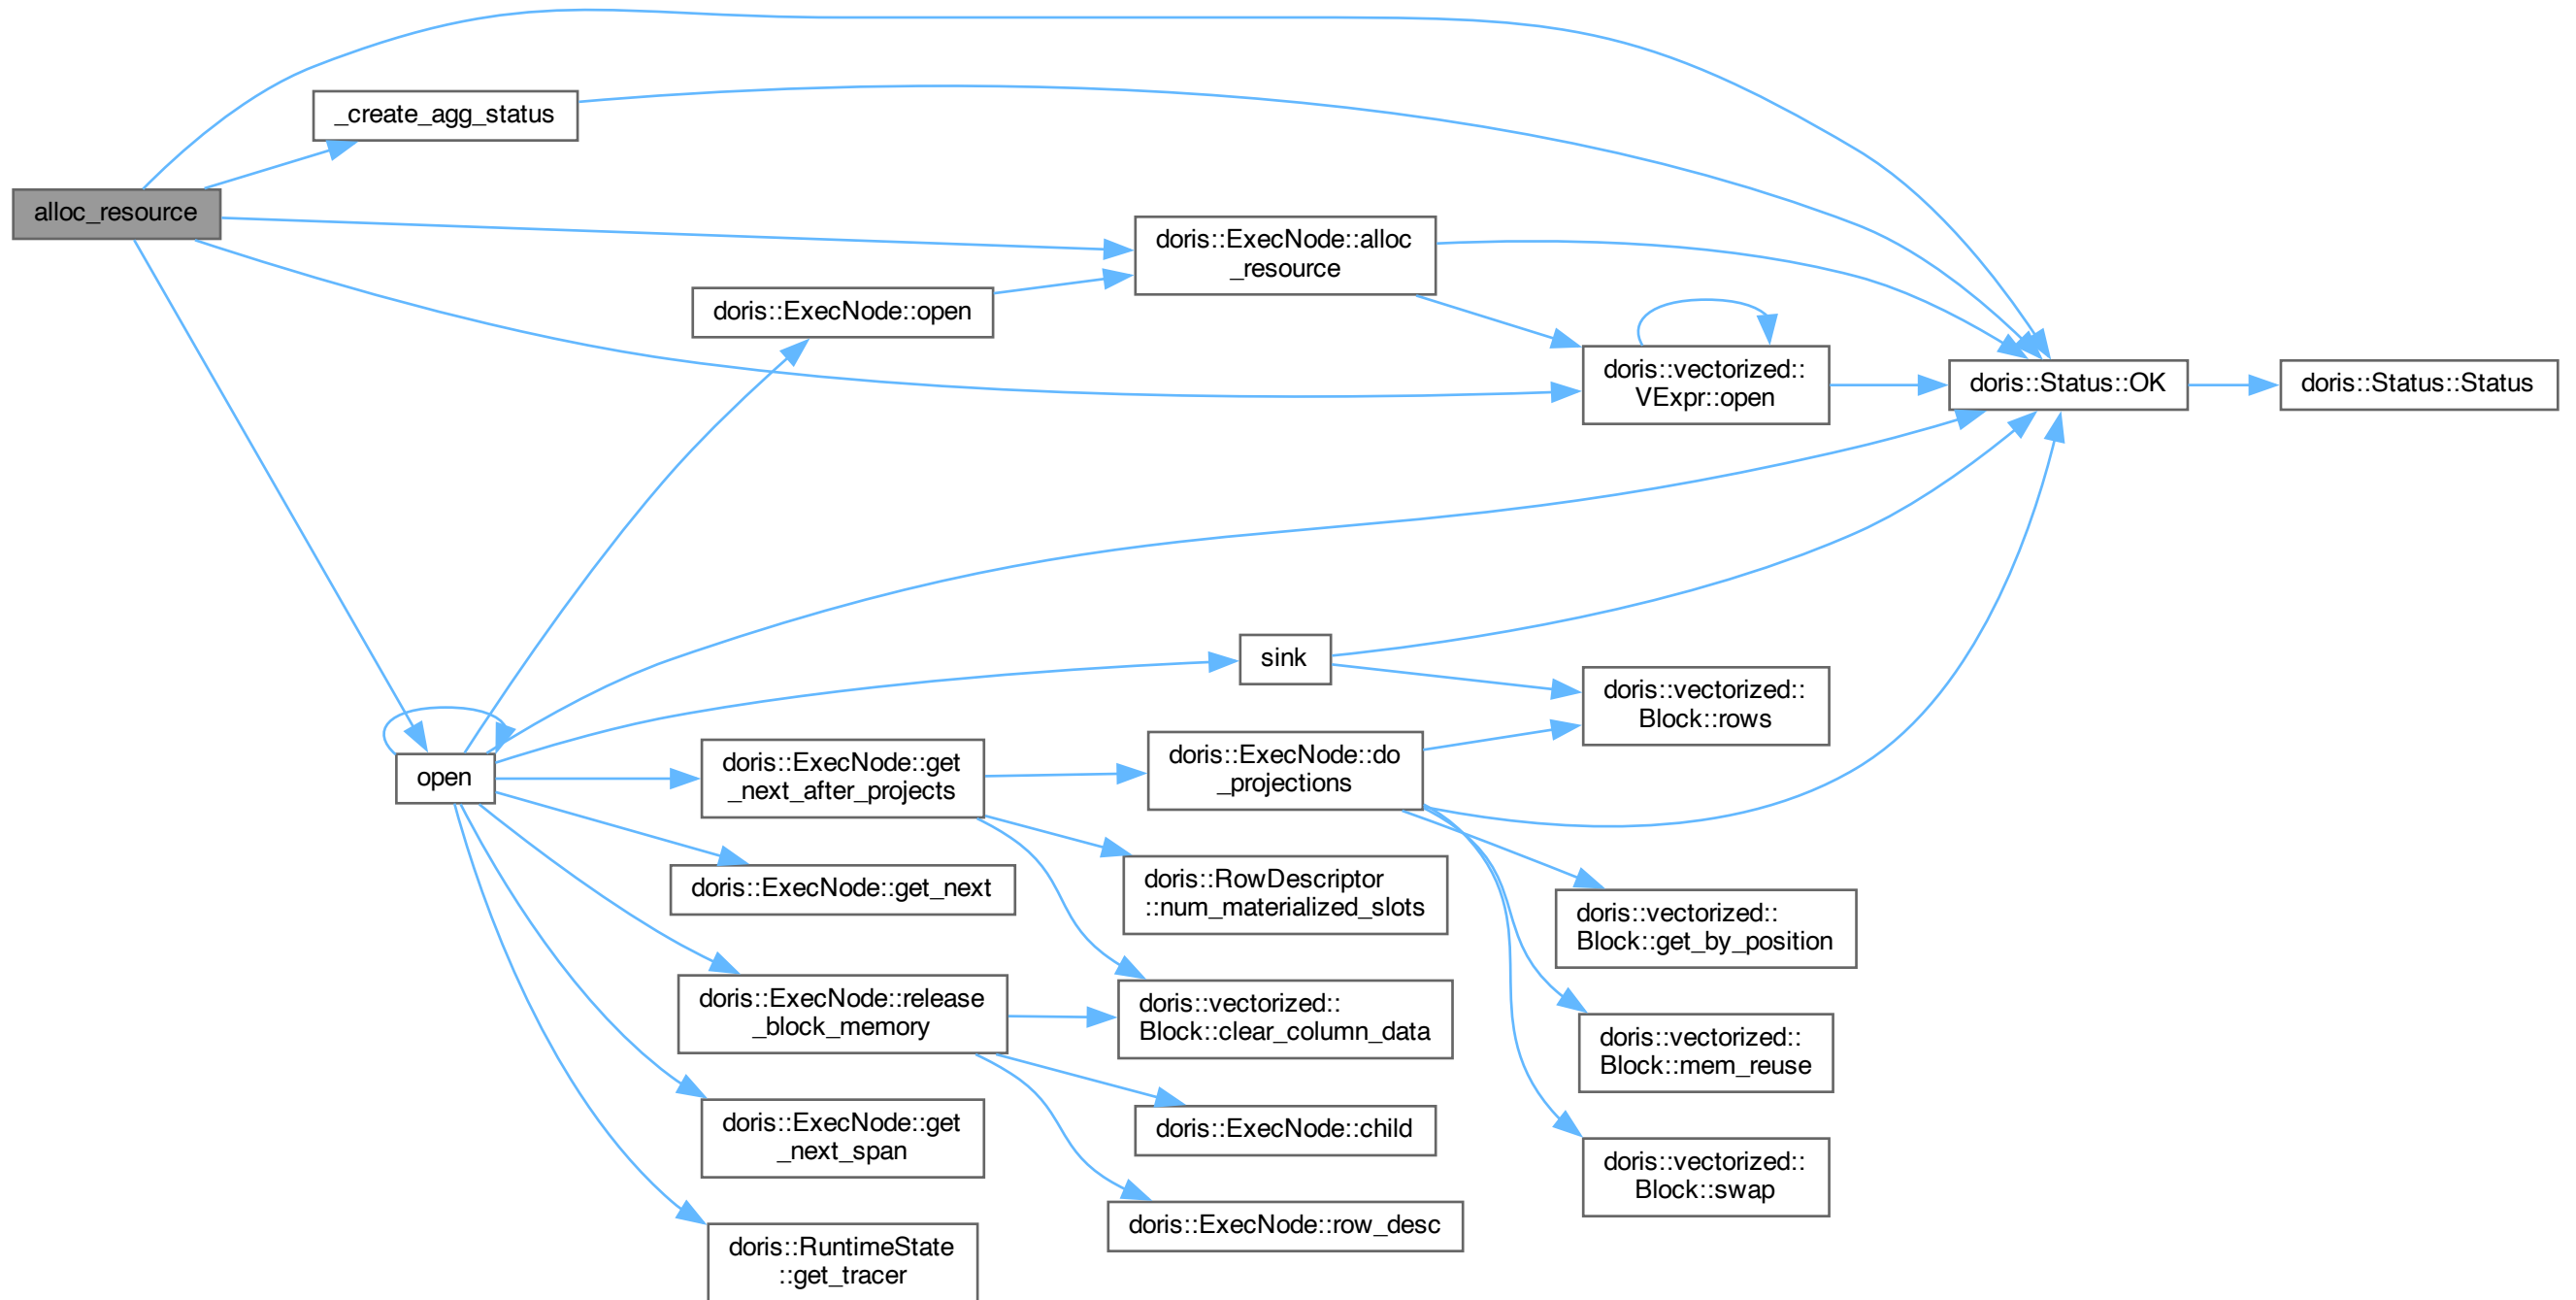 _create_agg_status
alloc_resource
doris::ExecNode::alloc
_resource
doris::ExecNode::open
doris::vectorized::
VExpr::open
doris::Status::OK
doris::Status::Status
sink
doris::vectorized::
Block::rows
open
doris::ExecNode::get
_next_after_projects
doris::ExecNode::do
_projections
doris::ExecNode::get_next
doris::RowDescriptor
::num_materialized_slots
doris::vectorized::
Block::get_by_position
doris::ExecNode::release
_block_memory
doris::vectorized::
Block::clear_column_data
doris::vectorized::
Block::mem_reuse
doris::ExecNode::get
_next_span
doris::ExecNode::child
doris::vectorized::
Block::swap
doris::ExecNode::row_desc
doris::RuntimeState
::get_tracer